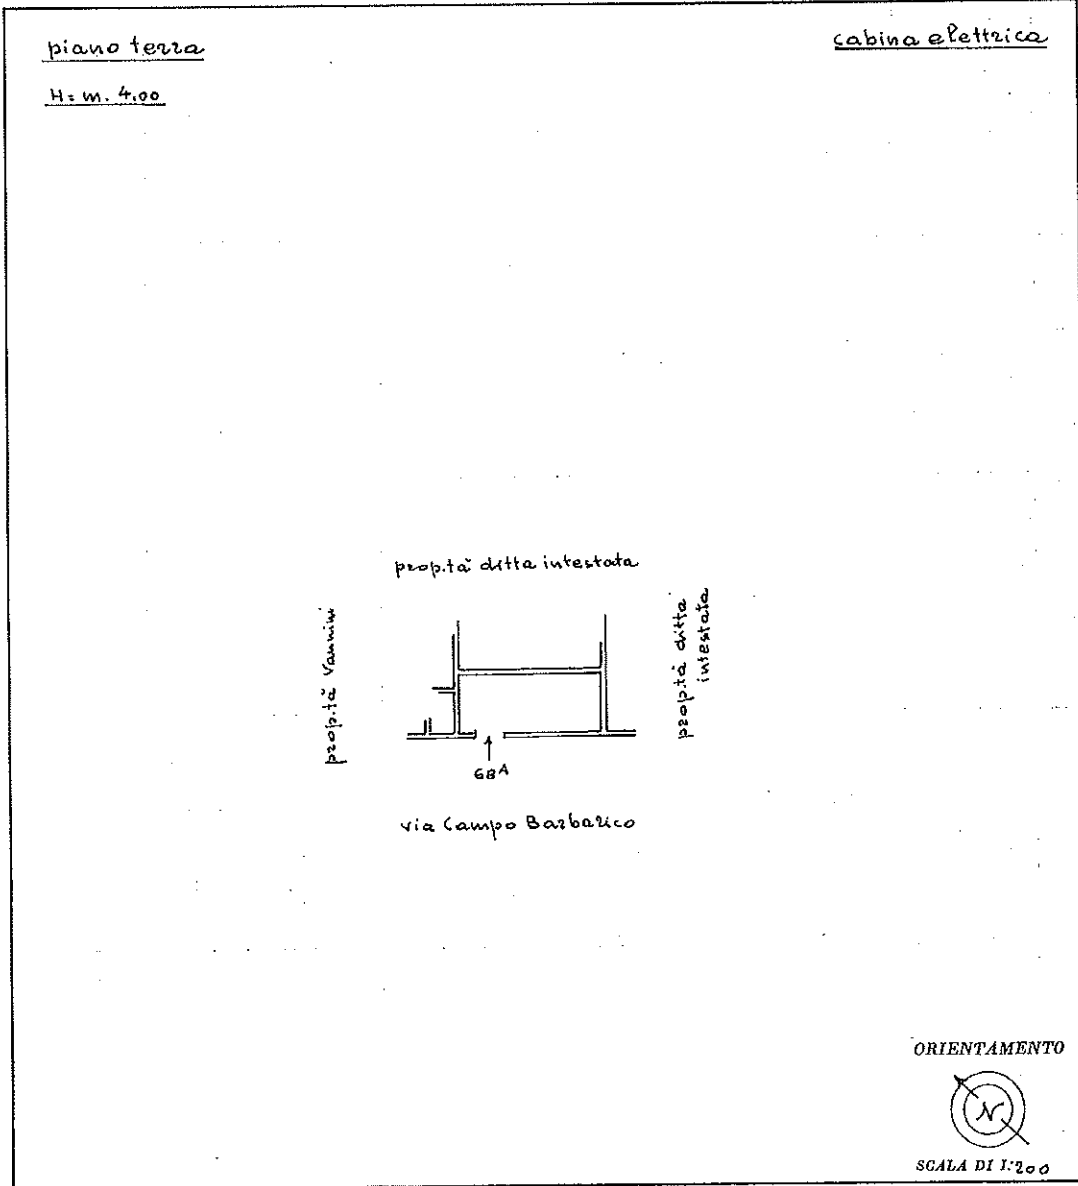 piano terra
cabina elettrica
H= m. 4,00
prop.tà ditta intestata
prop.tà Vannini
prop.tà ditta
intestata
68A
via Campo Barbarico
ORIENTAMENTO
N
SCALA DI 1:200